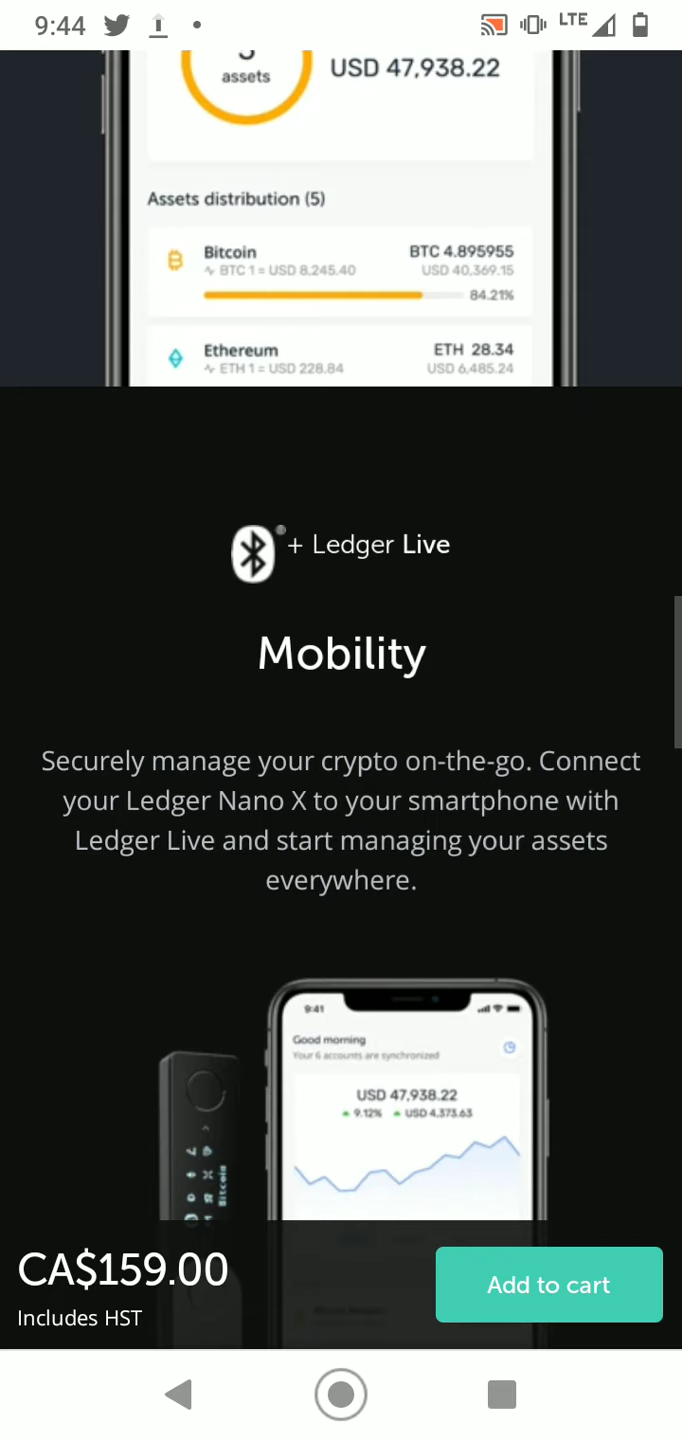 9:44
LTE
assets
USD 47,938.22
Assets distribution (5)
Bitcoin
BTC 4.895955
BTC 1 = USD 8,245.40
USD 40,369.15
84.21%
Ethereum
ETH 28.34
ETH 1 = USD 228.84
USD 6,485.24
+ Ledger Live
Mobility
Securely manage your crypto on-the-go. Connect
your Ledger Nano X to your smartphone with
Ledger Live and start managing your assets
everywhere.
9:41
Good morning
Your 6 accounts are synchronized
USD 47,938.22
9.12% USD 4,373.63
Bitcoin
CA$159.00
Add to cart
Includes HST